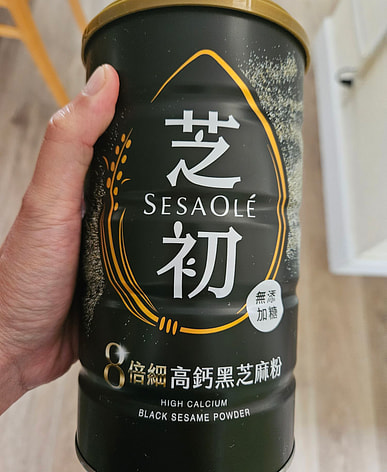 芝
SESAOLÉ
初
無添
加糖
8倍細高鈣黑芝麻粉
HIGH CALCIUM
BLACK SESAME POWDER